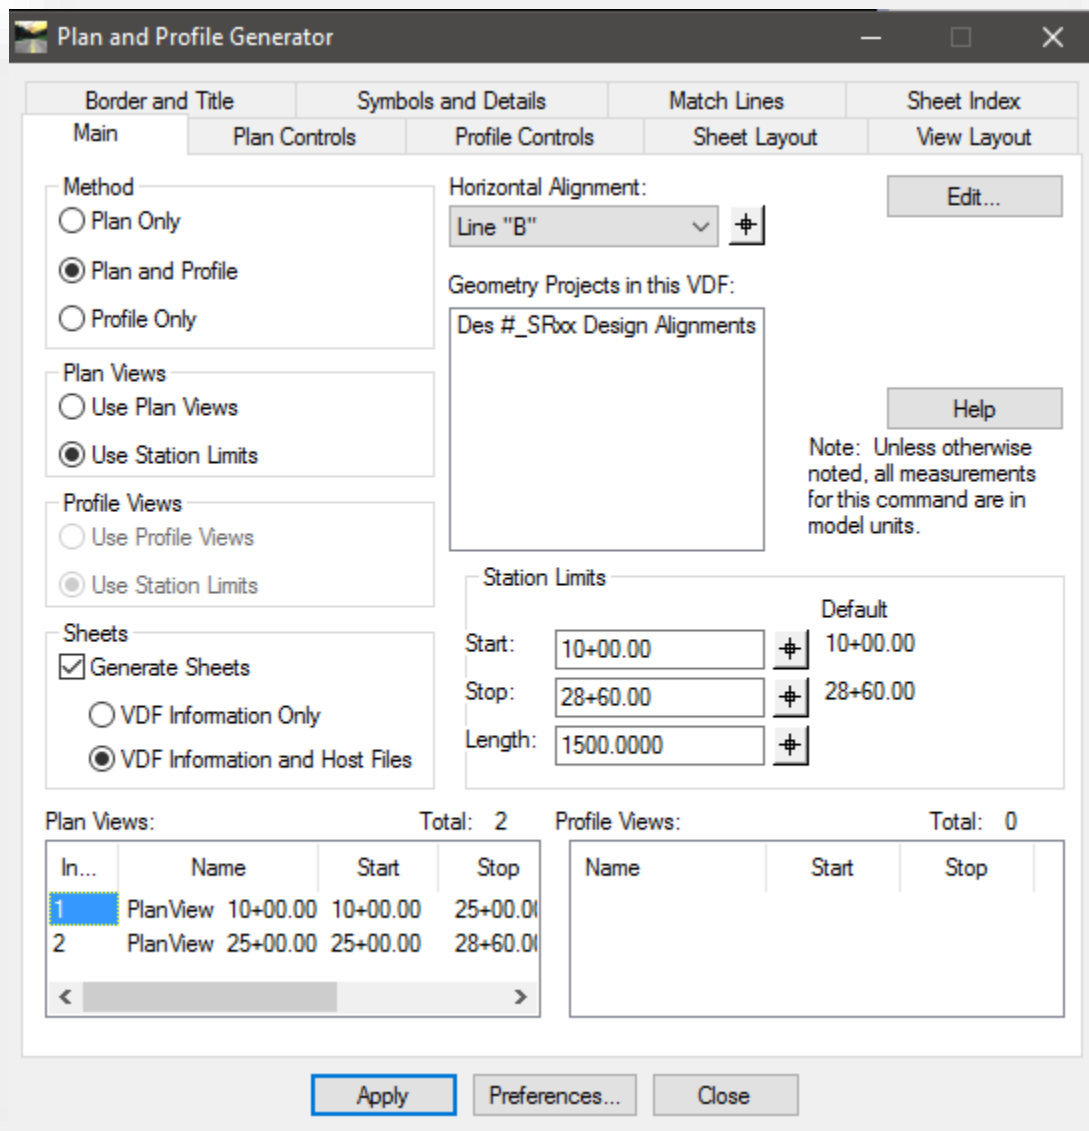 Plan and Profile Generator
Border and Title
Symbols and Details
Match Lines
Sheet Index
Main
Plan Controls
Profile Controls
Sheet Layout
View Layout
Method
Plan Only
Plan and Profile
Profile Only
Horizontal Alignment:
Line "B"
Edit...
Geometry Projects in this VDF:
Des #_SRxx Design Alignments
Plan Views
Use Plan Views
Use Station Limits
Help
Note: Unless otherwise
noted, all measurements
for this command are in
model units.
Profile Views
Use Profile Views
Use Station Limits
Station Limits
Default
Start: 10+00.00 10+00.00
Stop: 28+60.00 28+60.00
Length: 1500.0000
Sheets
Generate Sheets
VDF Information Only
VDF Information and Host Files
Plan Views: Total: 2
In... Name Start Stop
1 PlanView 10+00.00 10+00.00 25+00.0
2 PlanView 25+00.00 25+00.00 28+60.0
Profile Views: Total: 0
Name Start Stop
Apply
Preferences...
Close